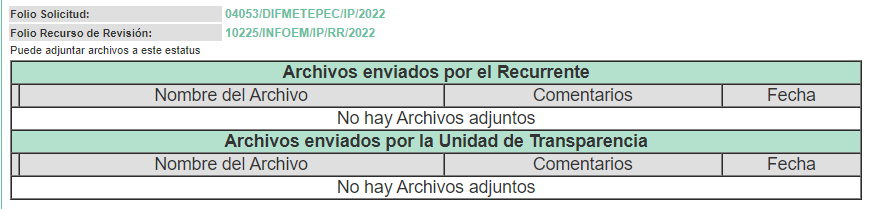 Folio Solicitud: 04053/DIFMETEPEC/IP/2022
Folio Recurso de Revisión: 10225/INFOEM/IP/RR/2022
Puede adjuntar archivos a este estatus
Archivos enviados por el Recurrente
Nombre del Archivo Comentarios Fecha
No hay Archivos adjuntos
Archivos enviados por la Unidad de Transparencia
Nombre del Archivo Comentarios Fecha
No hay Archivos adjuntos